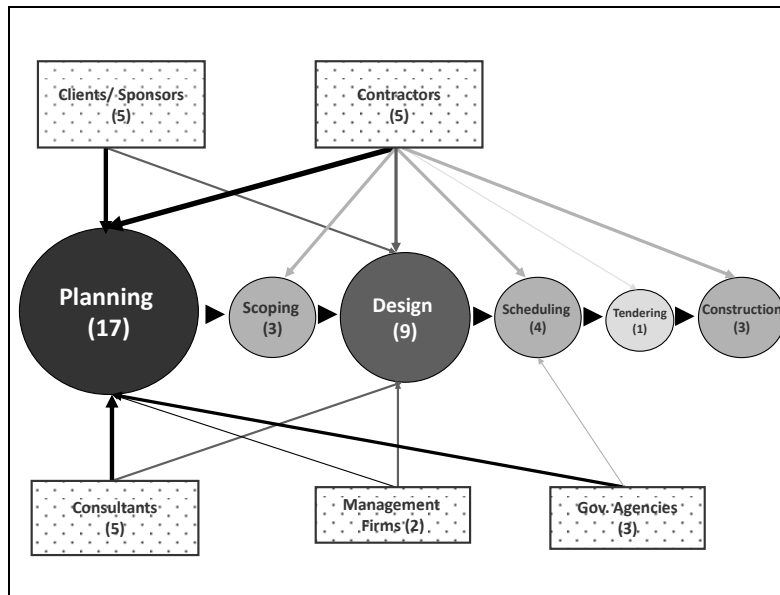 Clients/ Sponsors
(5)
Contractors
(5)
Planning
(17)
Scoping
(3)
Design
(9)
Scheduling
(4)
Tendering
(1)
Construction
(3)
Consultants
(5)
Management
Firms (2)
Gov. Agencies
(3)